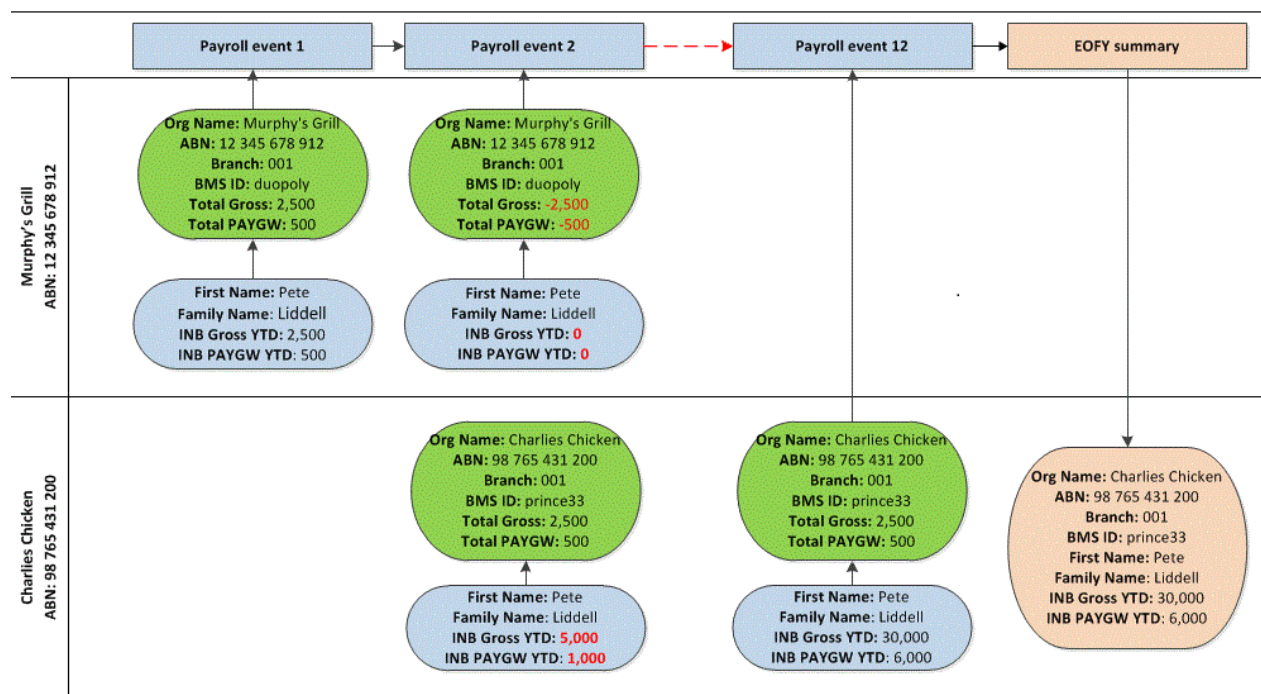 Payroll event 1
Payroll event 2
Payroll event 12
EOFY summary
Murphy's Grill
ABN: 12 345 678 912
Org Name: Murphy's Grill
ABN: 12 345 678 912
Branch: 001
BMS ID: duopoly
Total Gross: 2,500
Total PAYGW: 500
First Name: Pete
Family Name: Liddell
INB Gross YTD: 2,500
INB PAYGW YTD: 500
Org Name: Murphy's Grill
ABN: 12 345 678 912
Branch: 001
BMS ID: duopoly
Total Gross: -2,500
Total PAYGW: -500
First Name: Pete
Family Name: Liddell
INB Gross YTD: 0
INB PAYGW YTD: 0
Charlies Chicken
ABN: 98 765 431 200
Org Name: Charlies Chicken
ABN: 98 765 431 200
Branch: 001
BMS ID: prince33
Total Gross: 2,500
Total PAYGW: 500
First Name: Pete
Family Name: Liddell
INB Gross YTD: 5,000
INB PAYGW YTD: 1,000
Org Name: Charlies Chicken
ABN: 98 765 431 200
Branch: 001
BMS ID: prince33
Total Gross: 2,500
Total PAYGW: 500
First Name: Pete
Family Name: Liddell
INB Gross YTD: 30,000
INB PAYGW YTD: 6,000
Org Name: Charlies Chicken
ABN: 98 765 431 200
Branch: 001
BMS ID: prince33
First Name: Pete
Family Name: Liddell
INB Gross YTD: 30,000
INB PAYGW YTD: 6,000